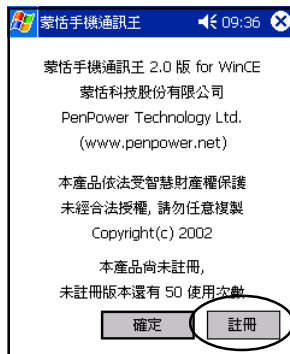 蒙恬手機通訊王 09:36
蒙恬手機通訊王 2.0 版 for WinCE
蒙恬科技股份有限公司
PenPower Technology Ltd.
(www.penpower.net)
本產品依法受智慧財產權保護
未經合法授權, 請勿任意複製
Copyright(c) 2002
本產品尚未註冊,
未註冊版本還有 50 使用次數
確定 註冊